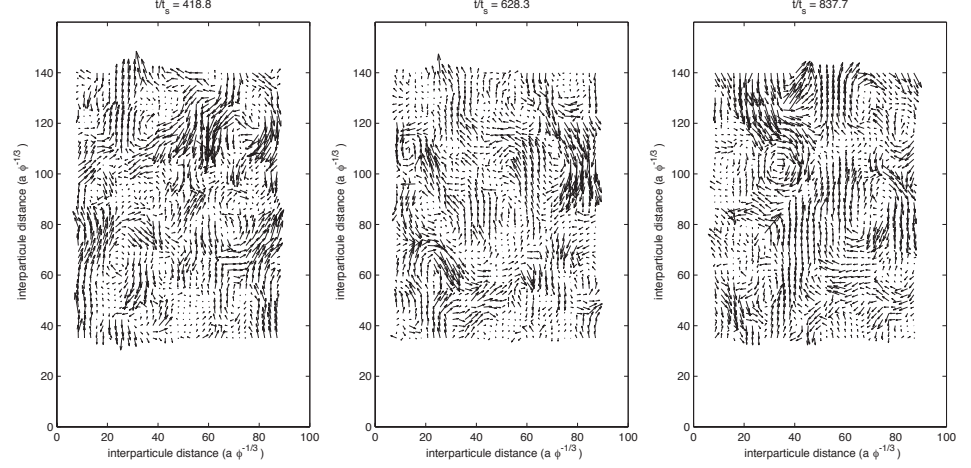 t/t_s = 418.8
t/t_s = 628.3
t/t_s = 837.7
interparticule distance (a ϕ^-1/3)
140
120
100
80
60
40
20
0
0 20 40 60 80 100
interparticule distance (a ϕ^-1/3)
interparticule distance (a ϕ^-1/3)
140
120
100
80
60
40
20
0
0 20 40 60 80 100
interparticule distance (a ϕ^-1/3)
interparticule distance (a ϕ^-1/3)
140
120
100
80
60
40
20
0
0 20 40 60 80 100
interparticule distance (a ϕ^-1/3)